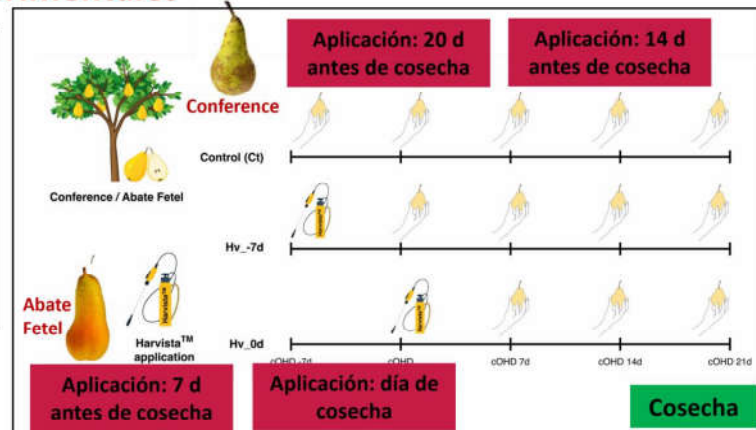 Aplicación: 20 d
antes de cosecha
Aplicación: 14 d
antes de cosecha
Conference
Control (Ct)
Conference / Abate Fetel
Hv_-7d
Abate
Fetel
Harvista™
Harvista™
application
Hv_0d
cOHD -7d
cOHD
cOHD 7d
cOHD 14d
cOHD 21d
Aplicación: 7 d
antes de cosecha
Aplicación: día de
cosecha
Cosecha